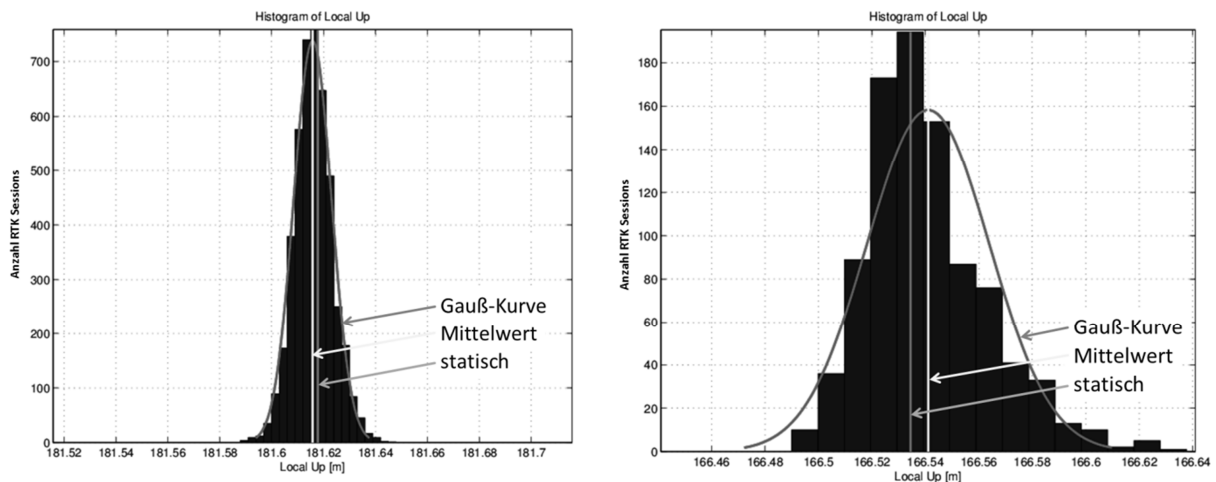 Histogram of Local Up
Anzahl RTK Sessions
700
600
500
400
300
200
100
0
Gauß-Kurve
Mittelwert
statisch
181.52 181.54 181.56 181.58 181.6 181.62 181.64 181.66 181.68 181.7
Local Up [m]
Histogram of Local Up
Anzahl RTK Sessions
180
160
140
120
100
80
60
40
20
0
Gauß-Kurve
Mittelwert
statisch
166.46 166.48 166.5 166.52 166.54 166.56 166.58 166.6 166.62 166.64
Local Up [m]